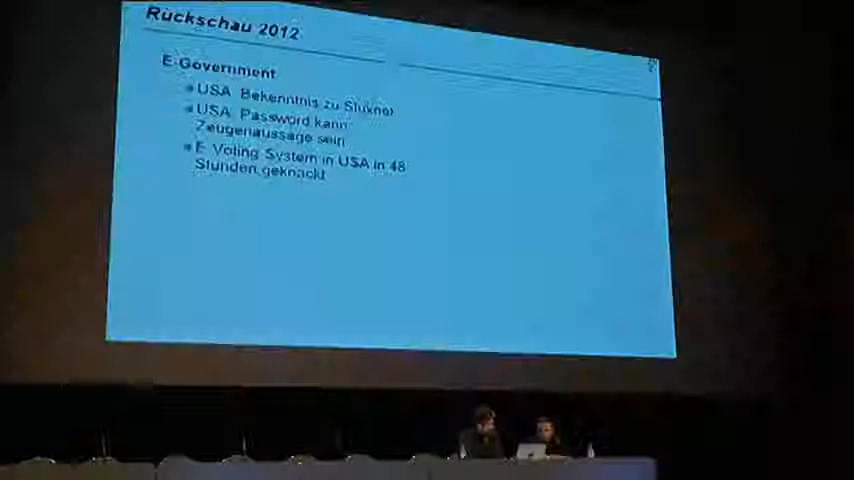 Rückschau 2012
E-Government
USA: Bekenntnis zu Stuxnet
USA: Password kann
Zeugenaussage sein
E-Voting System in USA in 48
Stunden geknackt